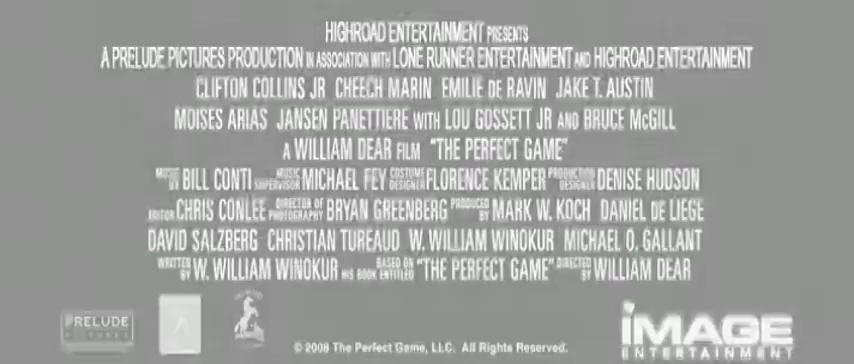 HIGHROAD ENTERTAINMENT PRESENTS
A PRELUDE PICTURES PRODUCTION IN ASSOCIATION WITH LONE RUNNER ENTERTAINMENT AND HIGHROAD ENTERTAINMENT
CLIFTON COLLINS JR CHEECH MARIN EMILIE DE RAVIN JAKE T. AUSTIN
MOISES ARIAS JANSEN PANETTIERE WITH LOU GOSSETT JR AND BRUCE McGILL
A WILLIAM DEAR FILM "THE PERFECT GAME"
MUSIC BY BILL CONTI MUSIC SUPERVISOR MICHAEL FEY COSTUME DESIGNER FLORENCE KEMPER PRODUCTION DESIGNER DENISE HUDSON
EDITOR CHRIS CONLEE DIRECTOR OF PHOTOGRAPHY BRYAN GREENBERG PRODUCED BY MARK W. KOCH DANIEL DE LIEGE
DAVID SALZBERG CHRISTIAN TUREAUD W. WILLIAM WINOKUR MICHAEL O. GALLANT
WRITTEN BY W. WILLIAM WINOKUR BASED ON HIS BOOK ENTITLED "THE PERFECT GAME" DIRECTED BY WILLIAM DEAR
PRELUDE PICTURES
© 2008 The Perfect Game, LLC. All Rights Reserved.
iMAGE ENTERTAINMENT